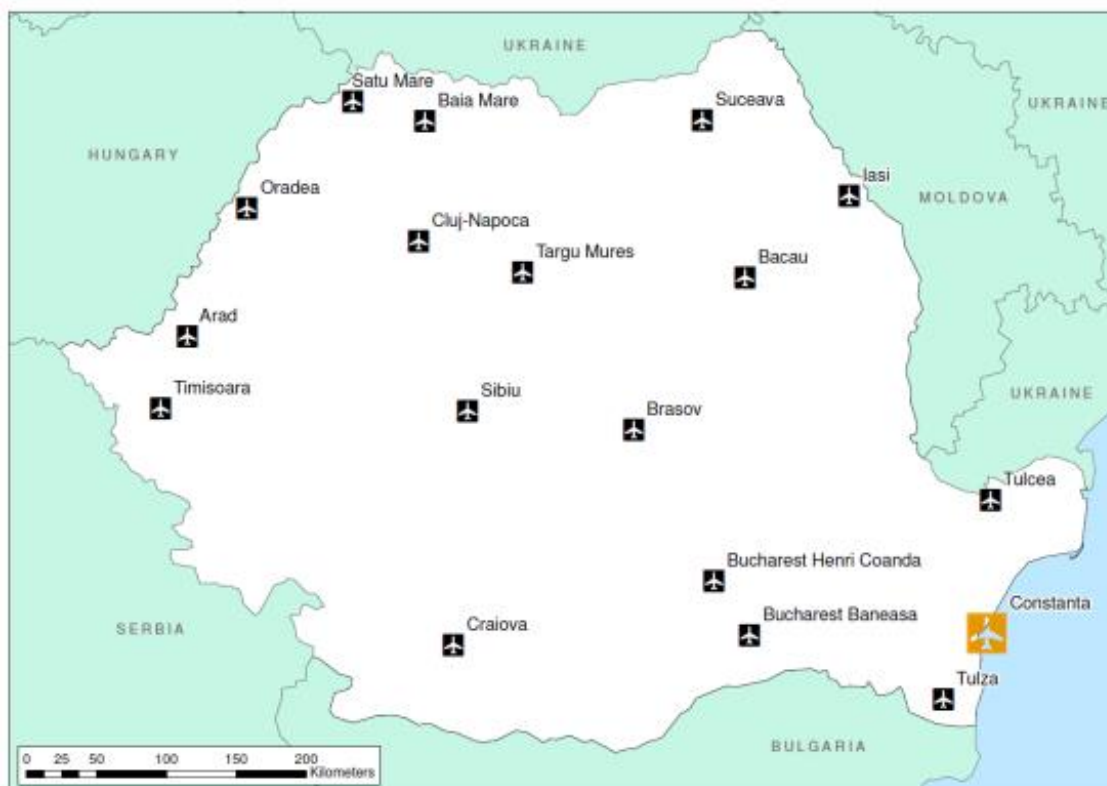 UKRAINE
Satu Mare
Baia Mare
Suceava
UKRAINE
HUNGARY
Iasi
Oradea
MOLDOVA
Cluj-Napoca
Targu Mures
Bacau
Arad
Timisoara
Sibiu
Brasov
UKRAINE
Tulcea
Bucharest Henri Coanda
Constanta
Bucharest Baneasa
Craiova
SERBIA
Tulza
BULGARIA
0 25 50 100 150 200
Kilometers